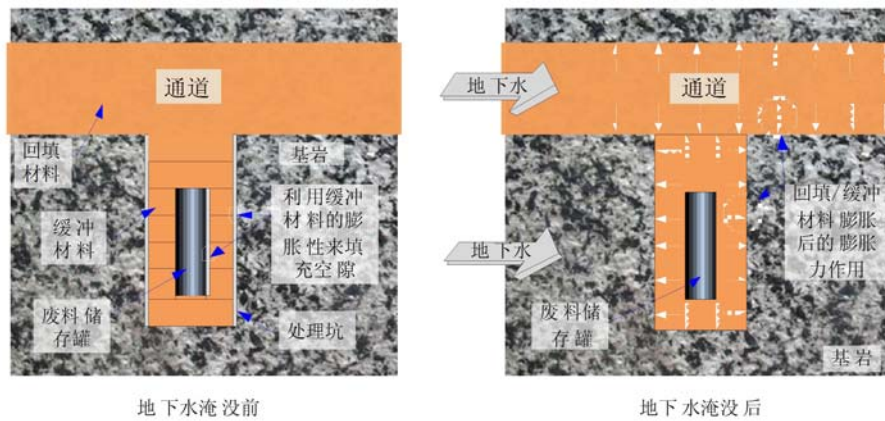 通道
回填
材料
基岩
缓冲
材料
利用缓冲
材料的膨
胀性来填
充空隙
废料储
存罐
处理坑
地下水淹没前
地下水
通道
地下水
回填/缓冲
材料膨胀
后的膨胀
力作用
废料储
存罐
基岩
地下水淹没后